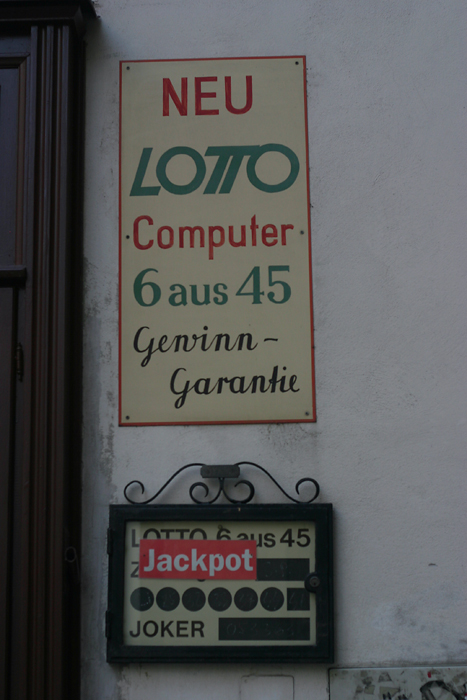 NEU
LOTTO
Computer
6 aus 45
Gewinn-
Garantie
LOTTO 6 aus 45
Jackpot
JOKER